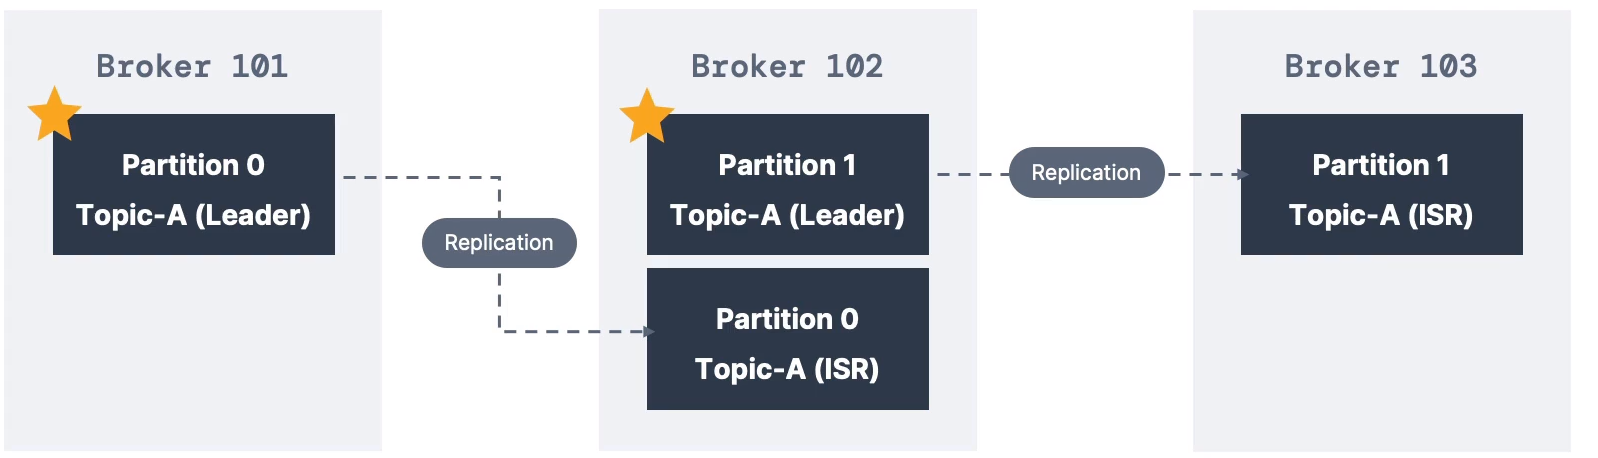 Broker 101
Partition 0
Topic-A (Leader)
Replication
Broker 102
Partition 1
Topic-A (Leader)
Partition 0
Topic-A (ISR)
Replication
Broker 103
Partition 1
Topic-A (ISR)